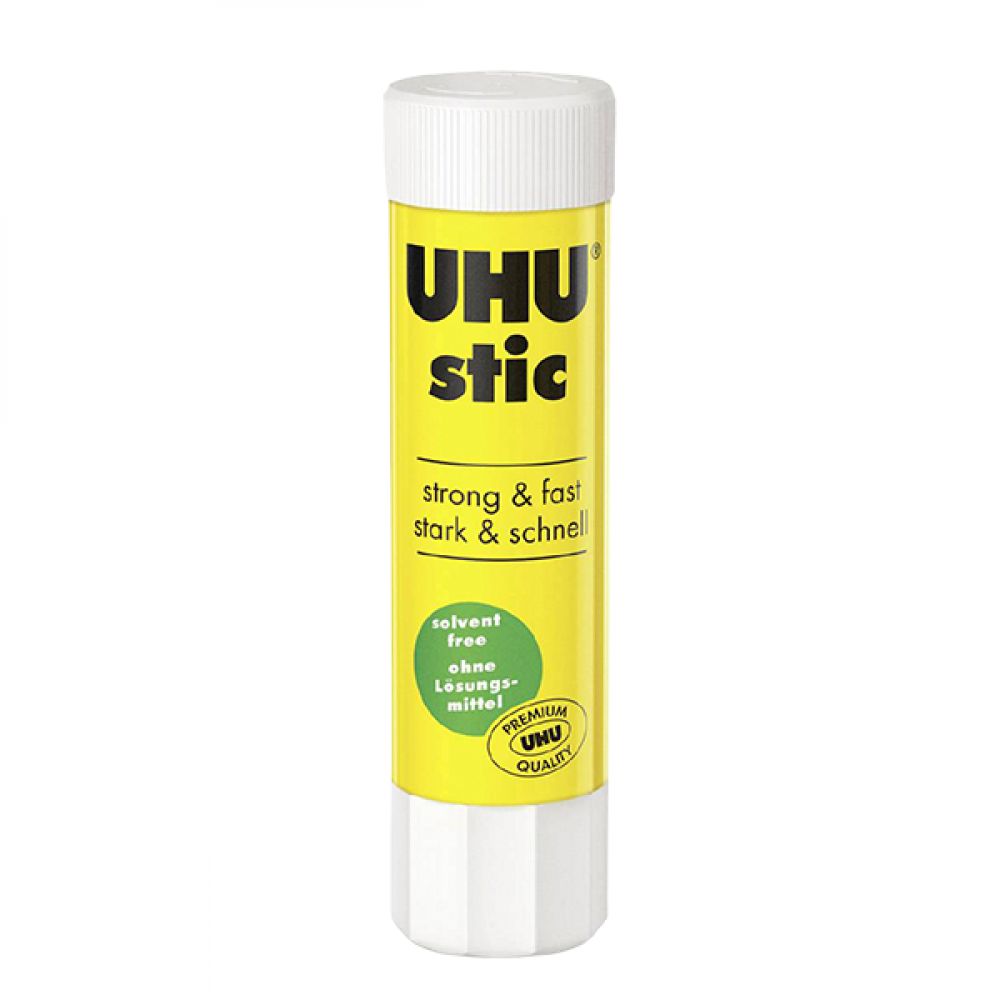 UHU®
stic
strong & fast
stark & schnell
solvent
free
ohne
Lösungs-
mittel
PREMIUM
UHU
QUALITY